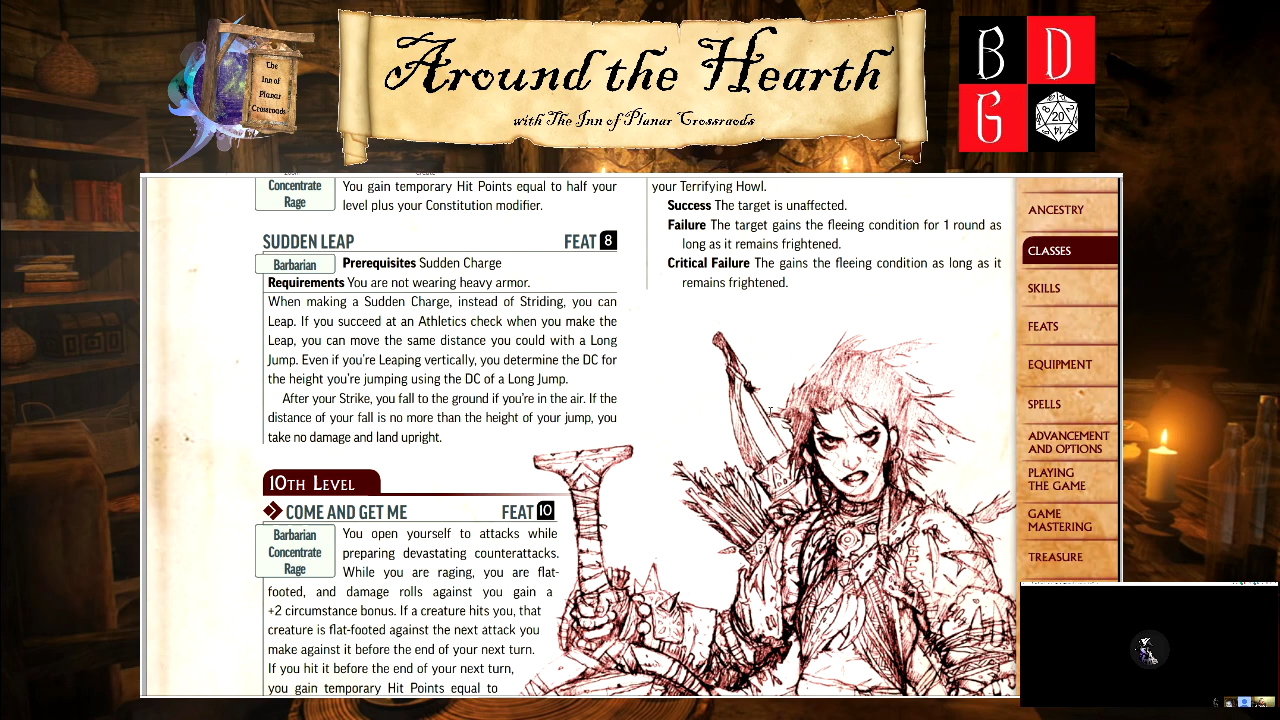 The
Inn of
Planar
Crossroads
Around the Hearth
with The Inn of Planar Crossraods
B D
G 20
Concentrate
Rage
You gain temporary Hit Points equal to half your
level plus your Constitution modifier.
SUDDEN LEAP FEAT 8
Barbarian
Prerequisites Sudden Charge
Requirements You are not wearing heavy armor.
When making a Sudden Charge, instead of Striding, you can
Leap. If you succeed at an Athletics check when you make the
Leap, you can move the same distance you could with a Long
Jump. Even if you're Leaping vertically, you determine the DC for
the height you're jumping using the DC of a Long Jump.
After your Strike, you fall to the ground if you're in the air. If the
distance of your fall is no more than the height of your jump, you
take no damage and land upright.
10TH LEVEL
COME AND GET ME FEAT 10
Barbarian
Concentrate
Rage
You open yourself to attacks while
preparing devastating counterattacks.
While you are raging, you are flat-
footed, and damage rolls against you gain a
+2 circumstance bonus. If a creature hits you, that
creature is flat-footed against the next attack you
make against it before the end of your next turn.
If you hit it before the end of your next turn,
you gain temporary Hit Points equal to
your Terrifying Howl.
Success The target is unaffected.
Failure The target gains the fleeing condition for 1 round as
long as it remains frightened.
Critical Failure The gains the fleeing condition as long as it
remains frightened.
ANCESTRY
CLASSES
SKILLS
FEATS
EQUIPMENT
SPELLS
ADVANCEMENT
AND OPTIONS
PLAYING
THE GAME
GAME
MASTERING
TREASURE